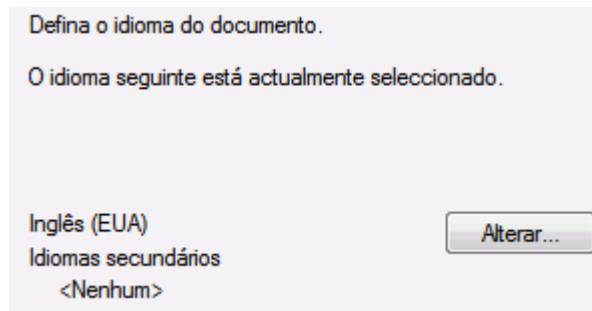 Defina o idioma do documento.
O idioma seguinte está actualmente seleccionado.
Inglês (EUA)
Alterar...
Idiomas secundários
<Nenhum>